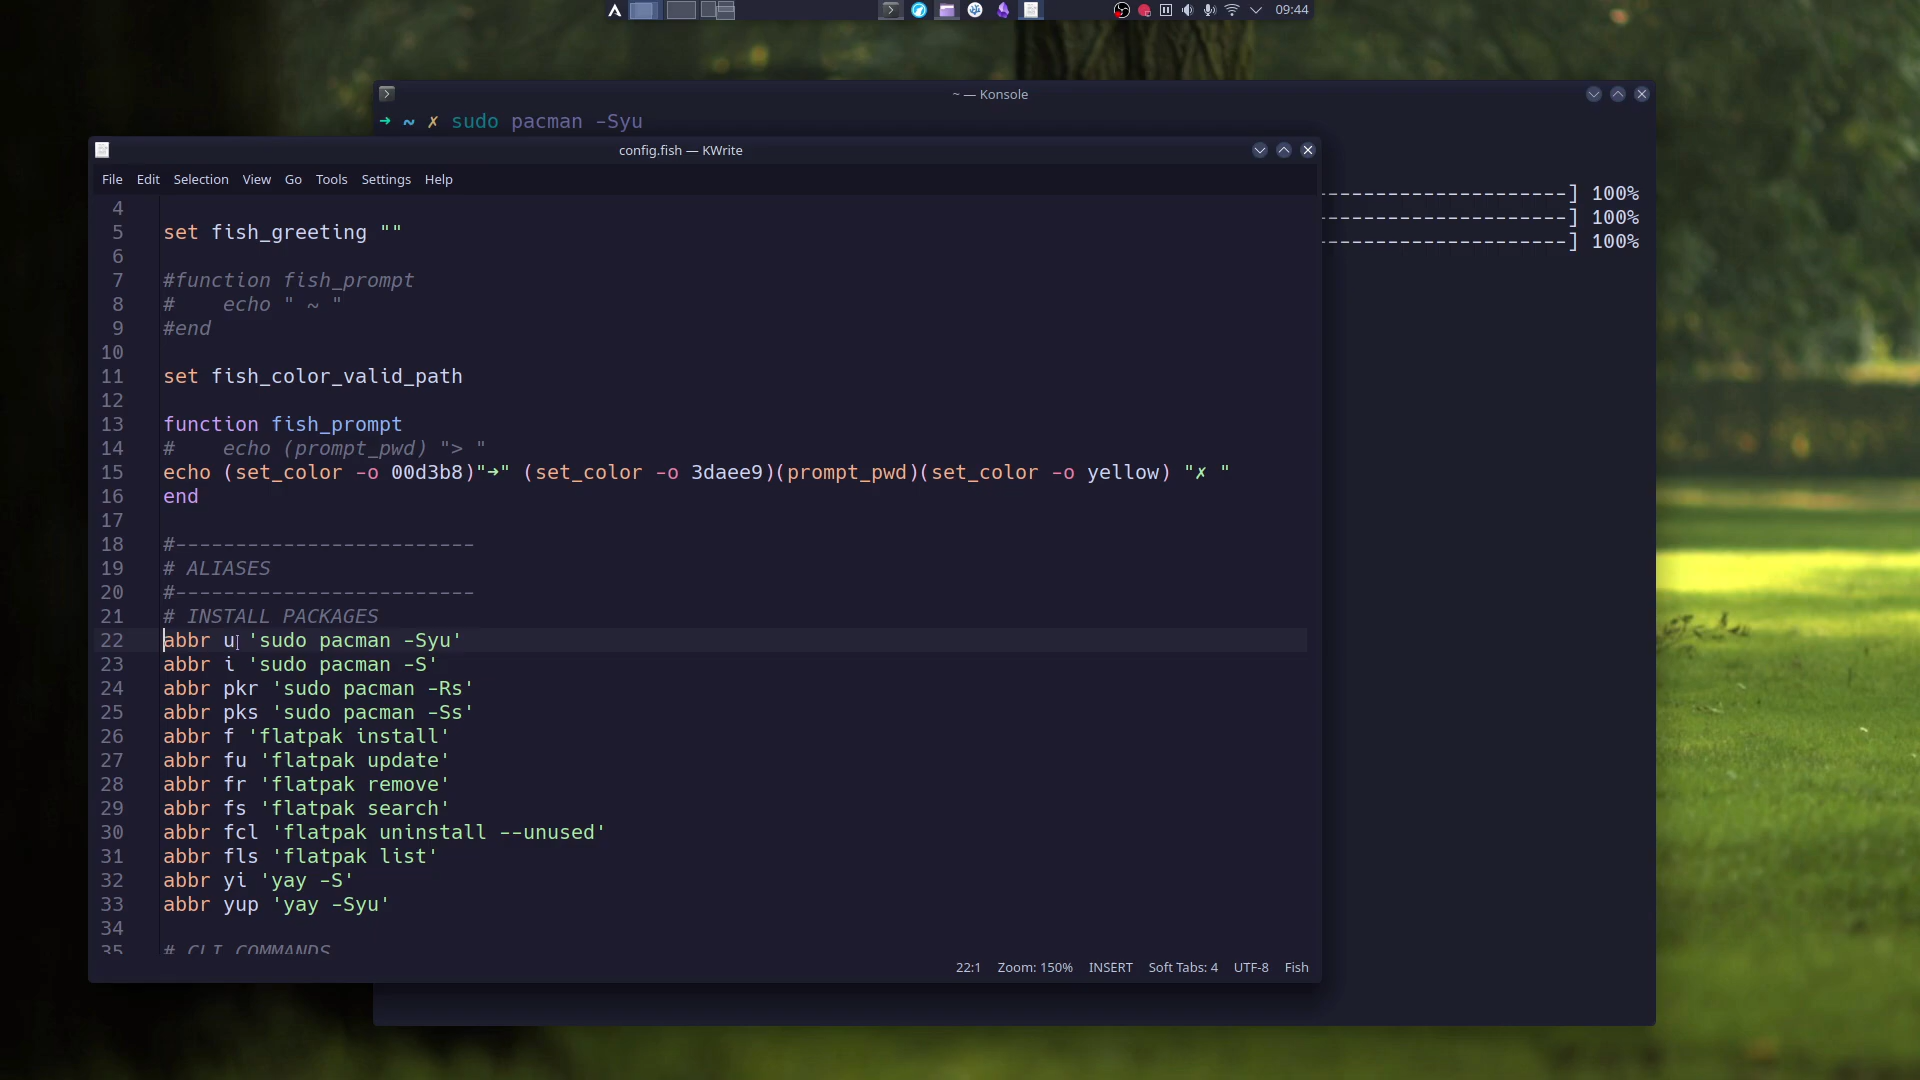 09:44
~ — Konsole
➜ ~ ✗ sudo pacman -Syu
config.fish — KWrite
File Edit Selection View Go Tools Settings Help
-------------------] 100%
-------------------] 100%
-------------------] 100%
4
5 set fish_greeting ""
6
7 #function fish_prompt
8 #    echo " ~ "
9 #end
10
11 set fish_color_valid_path
12
13 function fish_prompt
14 #    echo (prompt_pwd) "> "
15 echo (set_color -o 00d3b8)"➜" (set_color -o 3daee9)(prompt_pwd)(set_color -o yellow) "✗ "
16 end
17
18 #-------------------------
19 # ALIASES
20 #-------------------------
21 # INSTALL PACKAGES
22 abbr u 'sudo pacman -Syu'
23 abbr i 'sudo pacman -S'
24 abbr pkr 'sudo pacman -Rs'
25 abbr pks 'sudo pacman -Ss'
26 abbr f 'flatpak install'
27 abbr fu 'flatpak update'
28 abbr fr 'flatpak remove'
29 abbr fs 'flatpak search'
30 abbr fcl 'flatpak uninstall --unused'
31 abbr fls 'flatpak list'
32 abbr yi 'yay -S'
33 abbr yup 'yay -Syu'
34
35 # CLI COMMANDS
22:1 Zoom: 150% INSERT Soft Tabs: 4 UTF-8 Fish